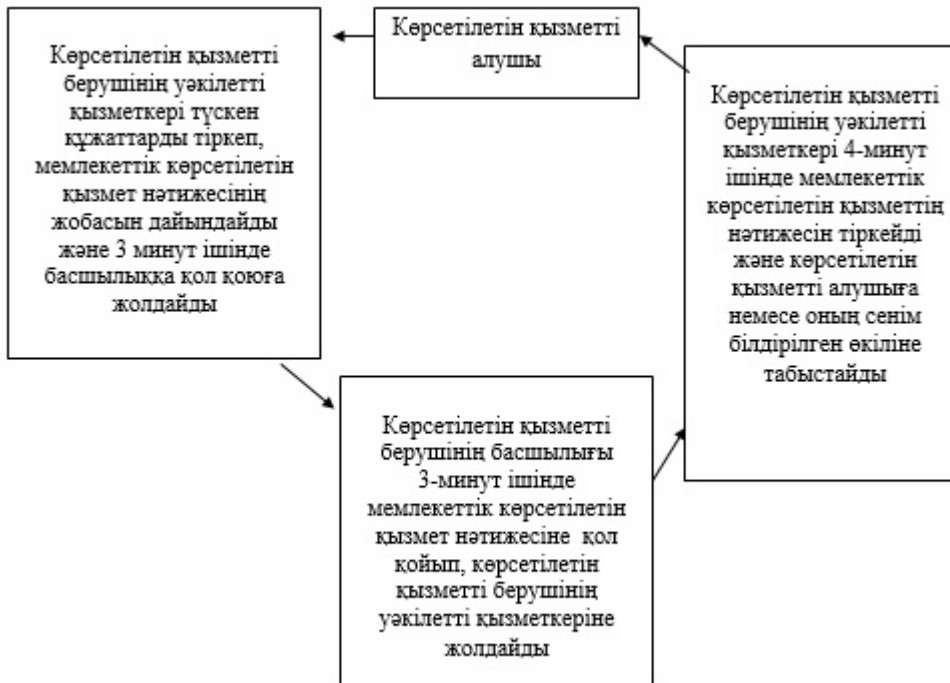 Көрсетілетін қызметті
алушы
Көрсетілетін қызметті
берушінің уәкілетті
қызметкері түскен
құжаттарды тіркеп,
мемлекеттік көрсетілетін
қызмет нәтижесінің
жобасын дайындайды
және 3 минут ішінде
басшылыққа қол қоюға
жолдайды
Көрсетілетін қызметті
берушінің басшылығы
3-минут ішінде
мемлекеттік көрсетілетін
қызмет нәтижесіне қол
қойып, көрсетілетін
қызметті берушінің
уәкілетті қызметкеріне
жолдайды
Көрсетілетін қызметті
берушінің уәкілетті
қызметкері 4-минут
ішінде мемлекеттік
көрсетілетін қызметтің
нәтижесін тіркейді
және көрсетілетін
қызметті алушыға
немесе оның сенім
білдірілген өкіліне
табыстайды